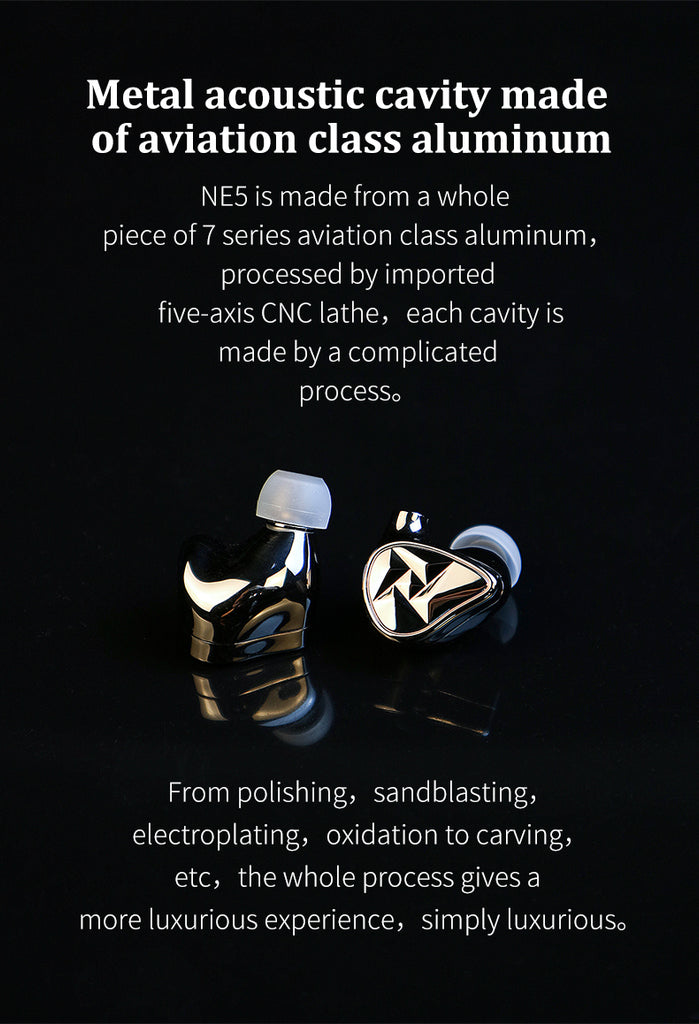 Metal acoustic cavity made
of aviation class aluminum
NE5 is made from a whole
piece of 7 series aviation class aluminum，
processed by imported
five-axis CNC lathe，each cavity is
made by a complicated
process。
From polishing，sandblasting，
electroplating，oxidation to carving，
etc，the whole process gives a
more luxurious experience，simply luxurious。